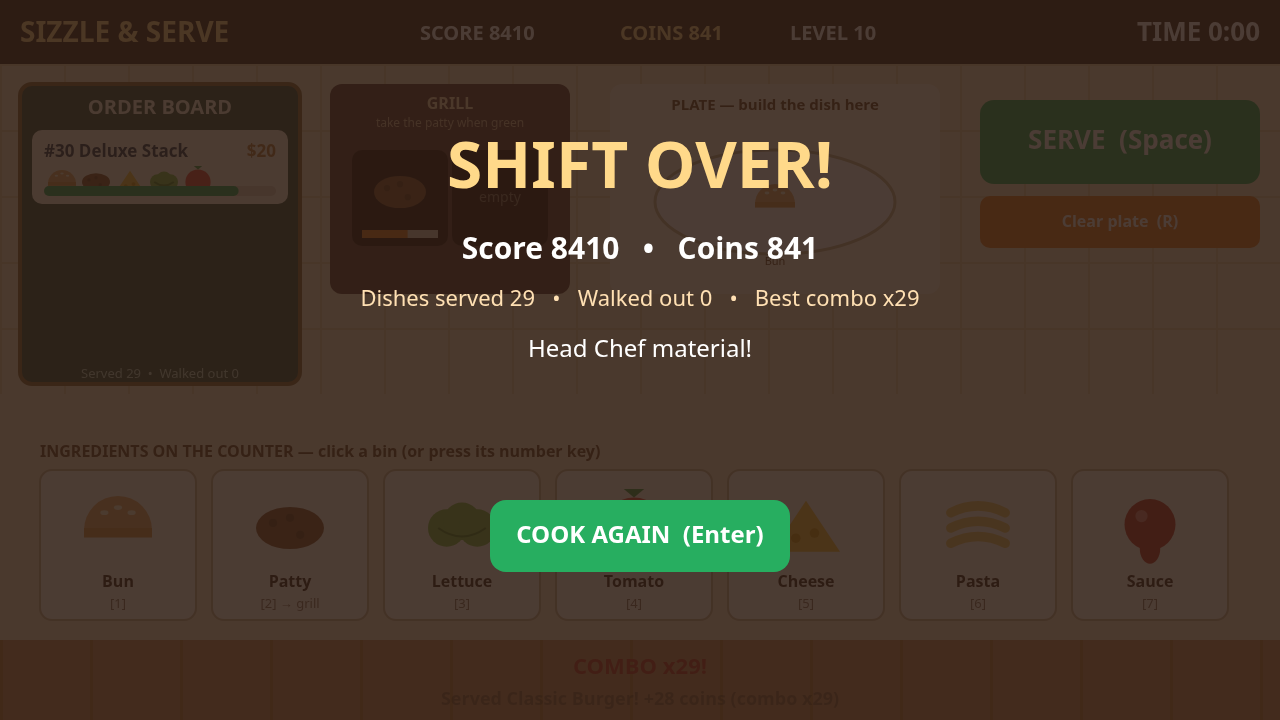 SIZZLE & SERVE
SCORE 8410
COINS 841
LEVEL 10
TIME 0:00
ORDER BOARD
#30 Deluxe Stack $20
Served 29 • Walked out 0
GRILL
take the patty when green
empty
PLATE — build the dish here
Bun
SERVE (Space)
Clear plate (R)
SHIFT OVER!
Score 8410 • Coins 841
Dishes served 29 • Walked out 0 • Best combo x29
Head Chef material!
INGREDIENTS ON THE COUNTER — click a bin (or press its number key)
COOK AGAIN (Enter)
Bun
[1]
Patty
[2] → grill
Lettuce
[3]
Tomato
[4]
Cheese
[5]
Pasta
[6]
Sauce
[7]
COMBO x29!
Served Classic Burger! +28 coins (combo x29)